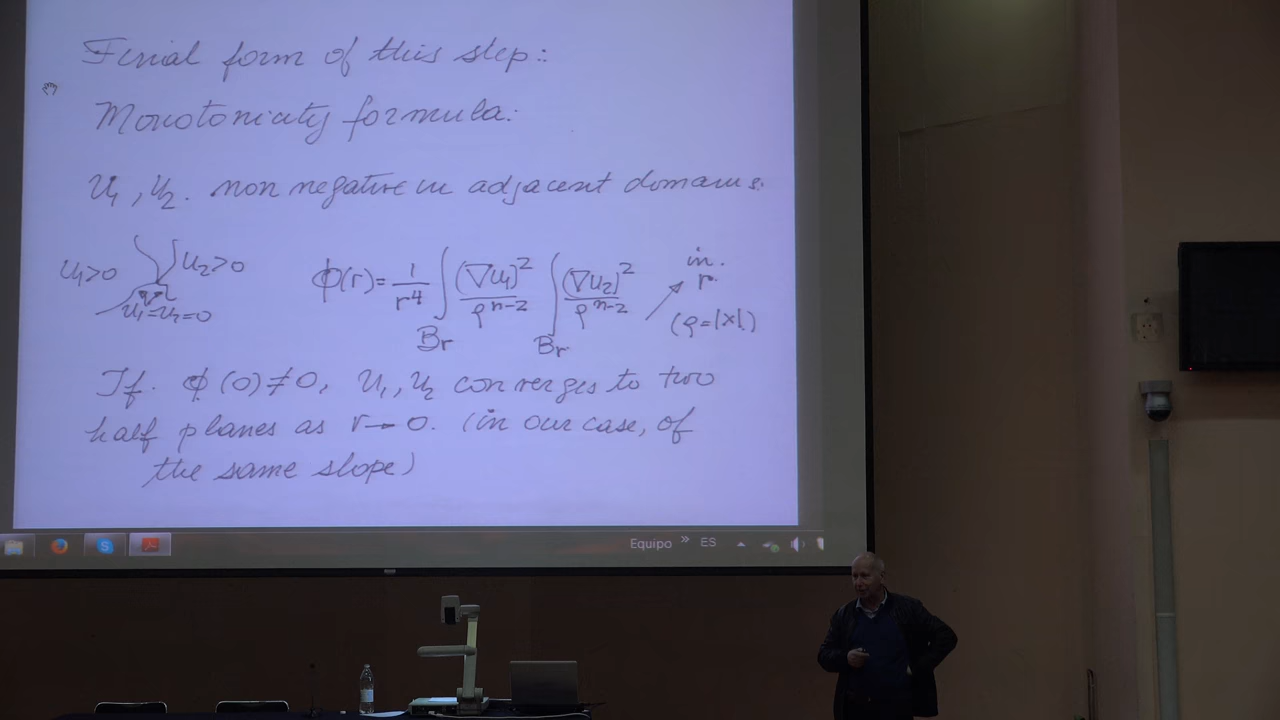 Final form of this step:
Monotonicity formula:
u₁, u₂. non negative in adjacent domains.
u₁>0 u₂>0
u₁=u₂=0
ϕ(r)=1/r⁴ ∫_{Br} (∇u₁)²/ρ^{n-2} ∫_{Br} (∇u₂)²/ρ^{n-2} ↗ in. r.
(ρ=|x|.)
If. ϕ(0)≠0, u₁, u₂ converges to two
half planes as r→0. (in our case, of
the same slope)
Equipo » ES